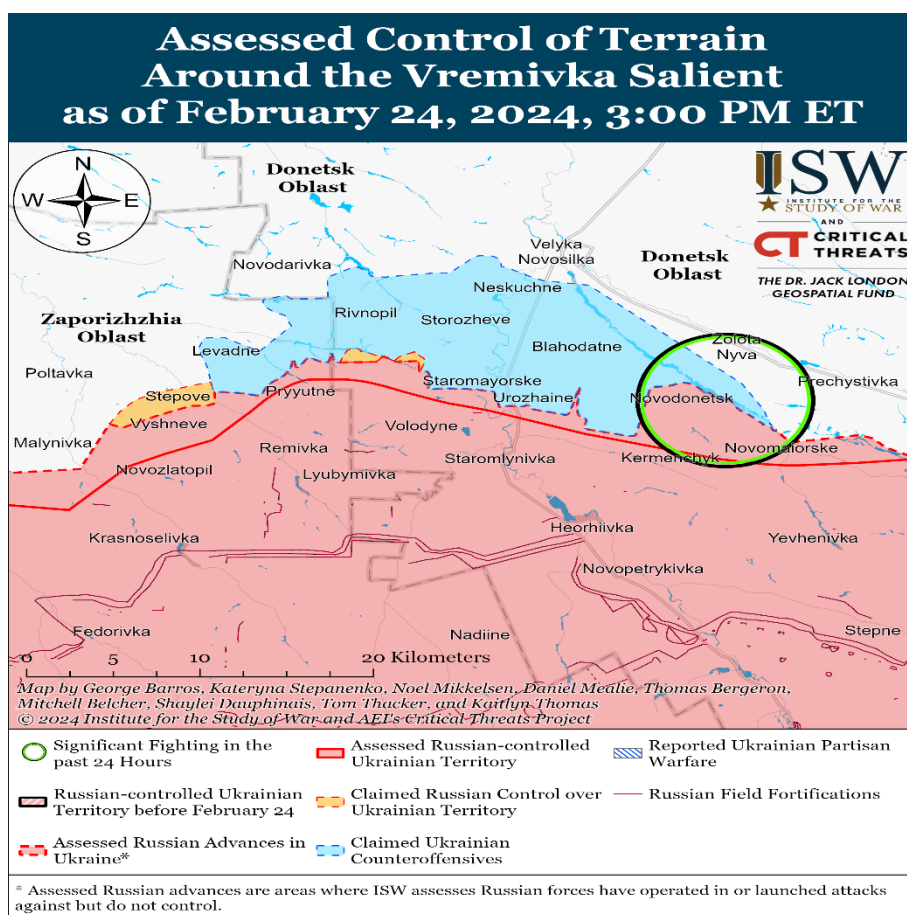 Assessed Control of Terrain
Around the Vremivka Salient
as of February 24, 2024, 3:00 PM ET
N
W E
S
Donetsk
Oblast
ISW
INSTITUTE FOR THE
STUDY OF WAR
AND
CT CRITICAL
THREATS
THE DR. JACK LONDON
GEOSPATIAL FUND
Velyka
Novosilka
Donetsk
Oblast
Novodarivka
Neskuchne
Zaporizhzhia
Oblast
Rivnopil
Storozheve
Levadne
Blahodatne
Zolota
Nyva
Poltavka
Prechystivka
Stepove
Pryyutne
Staromayorske
Urozhaine
Novodonetsk
Vyshneve
Malynivka
Volodyne
Remivka
Novomaiorske
Staromlynivka
Kermenchyk
Novozlatopil
Lyubymivka
Heorhiivka
Krasnoselivka
Yevhenivka
Novopetrykivka
Fedorivka
Nadiine
Stepne
0 5 10 20 Kilometers
Map by George Barros, Kateryna Stepanenko, Noel Mikkelsen, Daniel Mealie, Thomas Bergeron,
Mitchell Belcher, Shaylei Dauphinais, Tom Thacker, and Kaitlyn Thomas
© 2024 Institute for the Study of War and AEI's Critical Threats Project
Significant Fighting in the
past 24 Hours
Assessed Russian-controlled
Ukrainian Territory
Reported Ukrainian Partisan
Warfare
Russian-controlled Ukrainian
Territory before February 24
Claimed Russian Control over
Ukrainian Territory
Russian Field Fortifications
Assessed Russian Advances in
Ukraine*
Claimed Ukrainian
Counteroffensives
* Assessed Russian advances are areas where ISW assesses Russian forces have operated in or launched attacks
against but do not control.